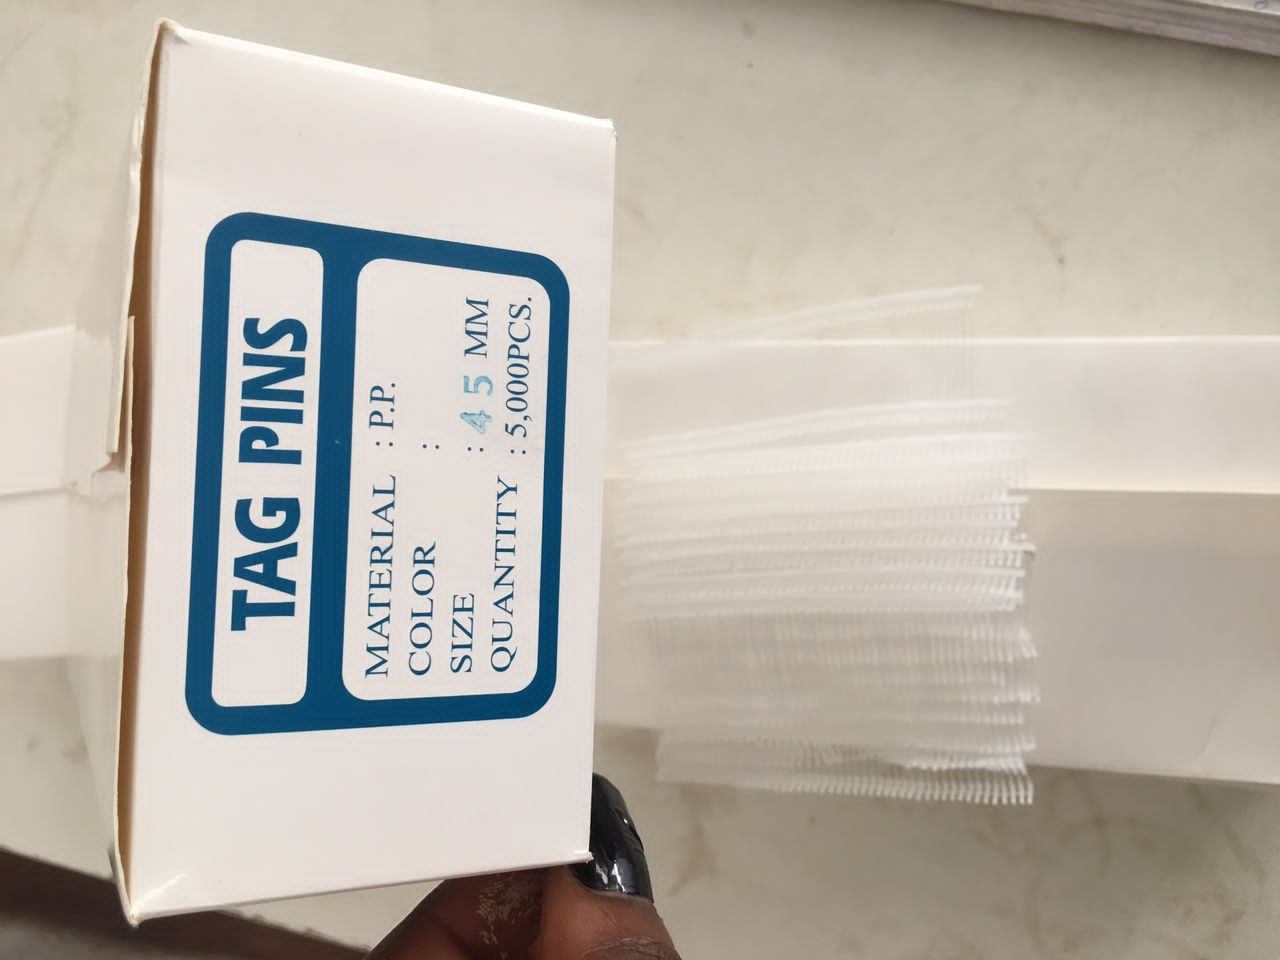 TAG PINS
MATERIAL : P.P.
COLOR :
SIZE : 45 MM
QUANTITY : 5,000PCS.